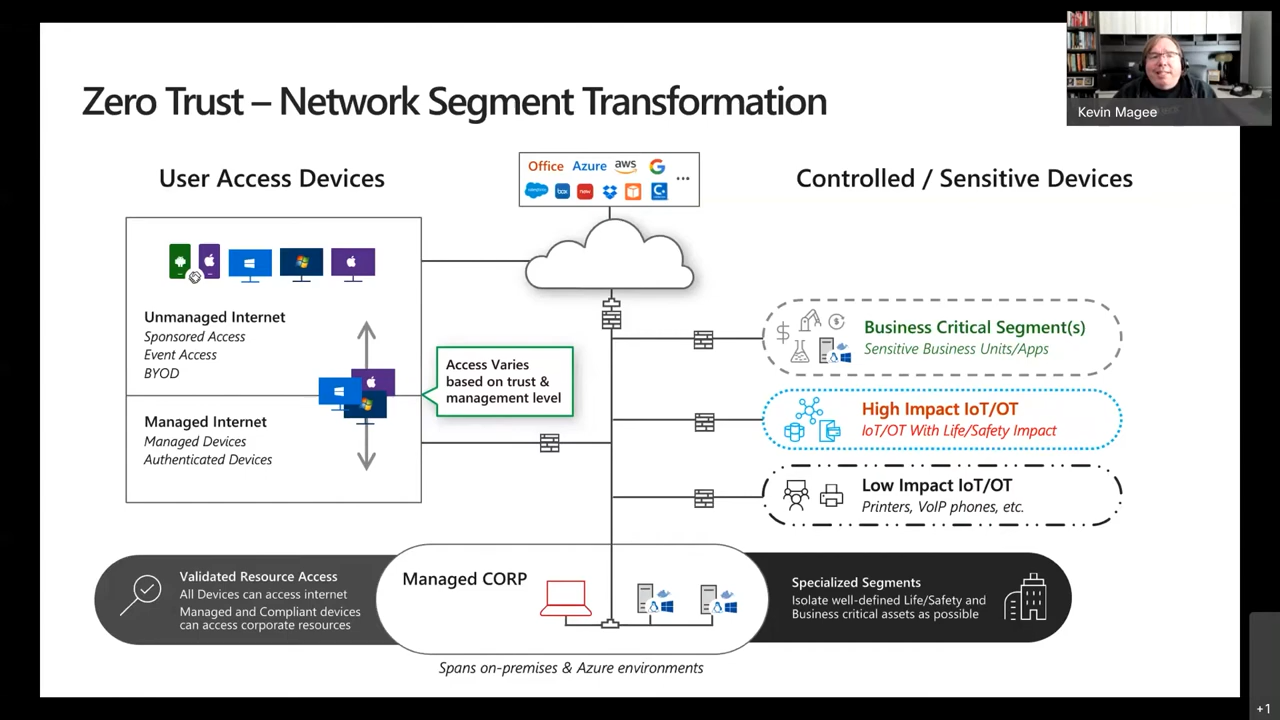 Zero Trust – Network Segment Transformation
Kevin Magee
User Access Devices
Office Azure aws G
salesforce box now
...
Controlled / Sensitive Devices
Unmanaged Internet
Sponsored Access
Event Access
BYOD
Access Varies
based on trust &
management level
Managed Internet
Managed Devices
Authenticated Devices
Business Critical Segment(s)
Sensitive Business Units/Apps
High Impact IoT/OT
IoT/OT With Life/Safety Impact
Low Impact IoT/OT
Printers, VoIP phones, etc.
Validated Resource Access
All Devices can access internet
Managed and Compliant devices
can access corporate resources
Managed CORP
Specialized Segments
Isolate well-defined Life/Safety and
Business critical assets as possible
Spans on-premises & Azure environments
+1